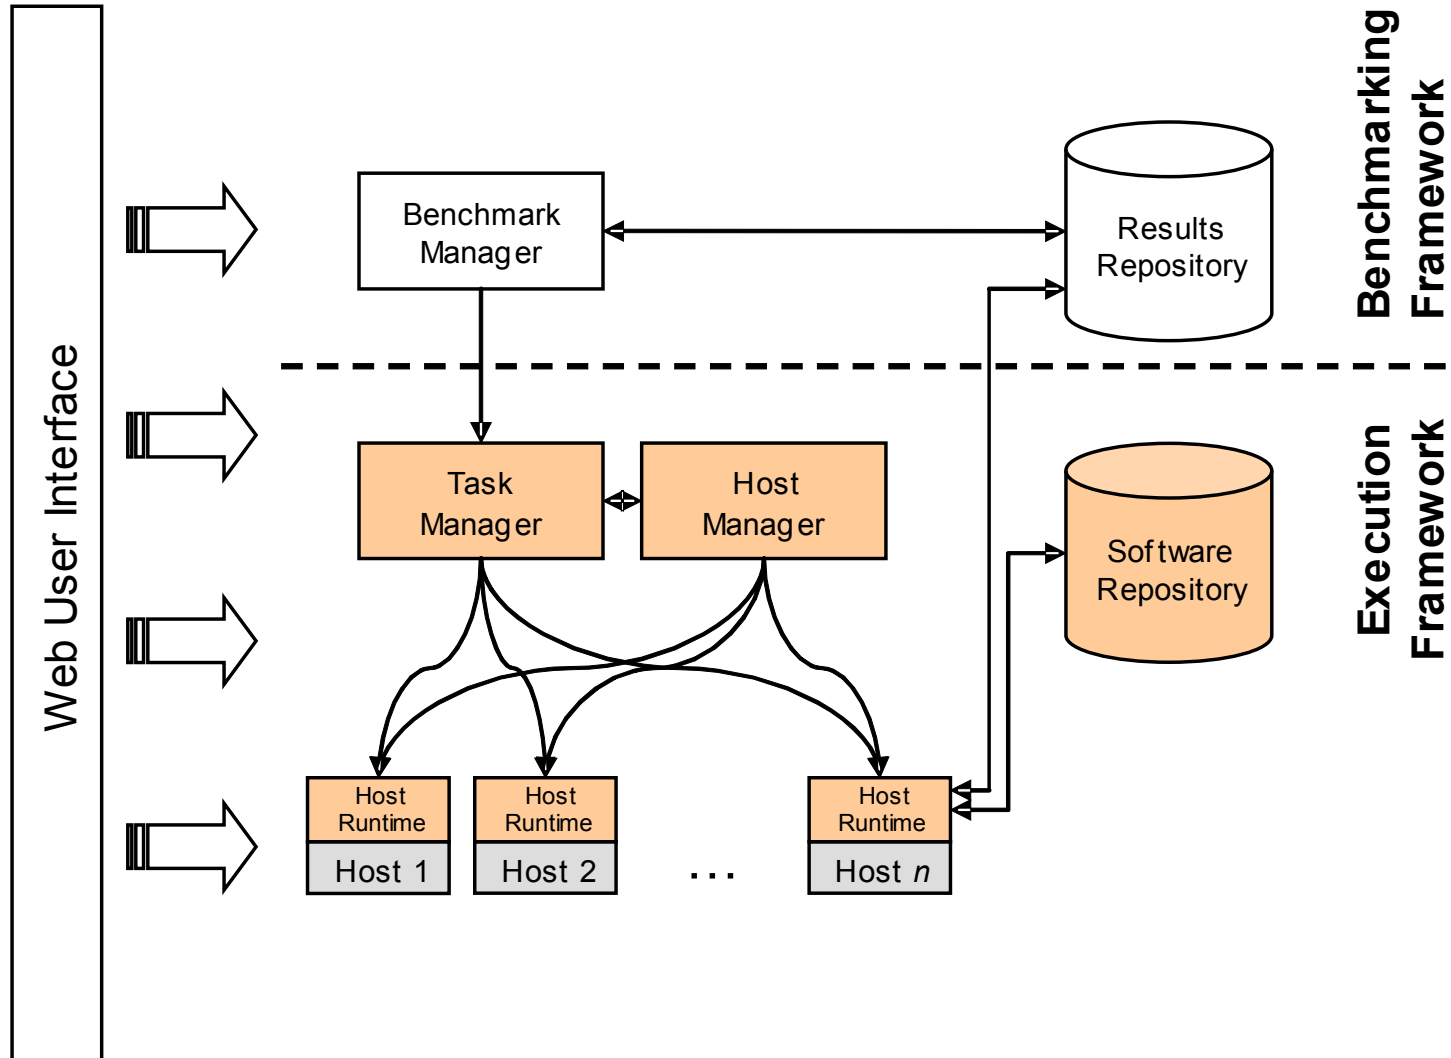 Web User Interface
Benchmark
Manager
Results
Repository
Benchmarking
Framework
Task
Manager
Host
Manager
Software
Repository
Execution
Framework
Host
Runtime
Host 1
Host
Runtime
Host 2
...
Host
Runtime
Host n